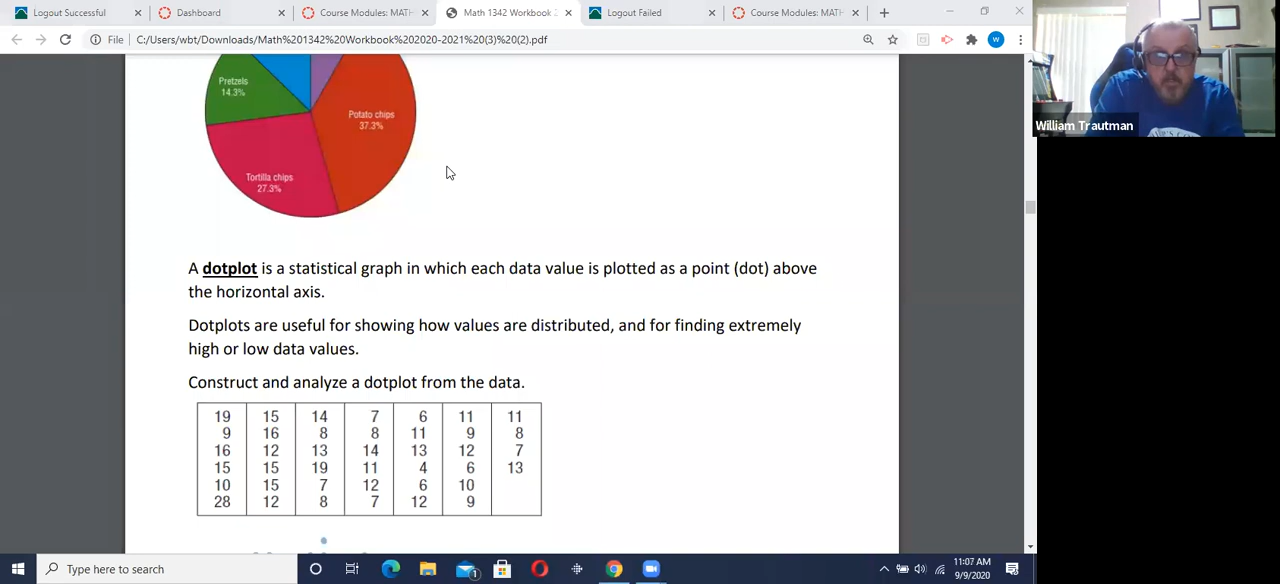 Logout Successful
Dashboard
Course Modules: MATH
Math 1342 Workbook 2
Logout Failed
Course Modules: MATH
File C:/Users/wbt/Downloads/Math%201342%20Workbook%202020-2021%20(3)%20(2).pdf
W
Pretzels
14.3%
Potato chips
37.3%
Tortilla chips
27.3%
William Trautman
A dotplot is a statistical graph in which each data value is plotted as a point (dot) above
the horizontal axis.
Dotplots are useful for showing how values are distributed, and for finding extremely
high or low data values.
Construct and analyze a dotplot from the data.
19 15 14 7 6 11 11
9 16 8 8 11 9 8
16 12 13 14 13 12 7
15 15 19 11 4 6 13
10 15 7 12 6 10
28 12 8 7 12 9
Type here to search
1
11:07 AM
9/9/2020